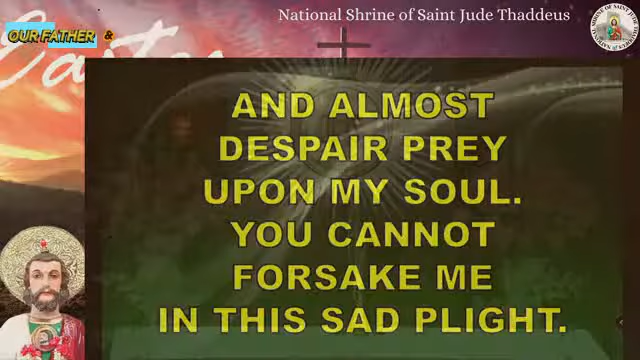 National Shrine of Saint Jude Thaddeus
OUR FATHER &
Easter
AND ALMOST
DESPAIR PREY
UPON MY SOUL.
YOU CANNOT
FORSAKE ME
IN THIS SAD PLIGHT.